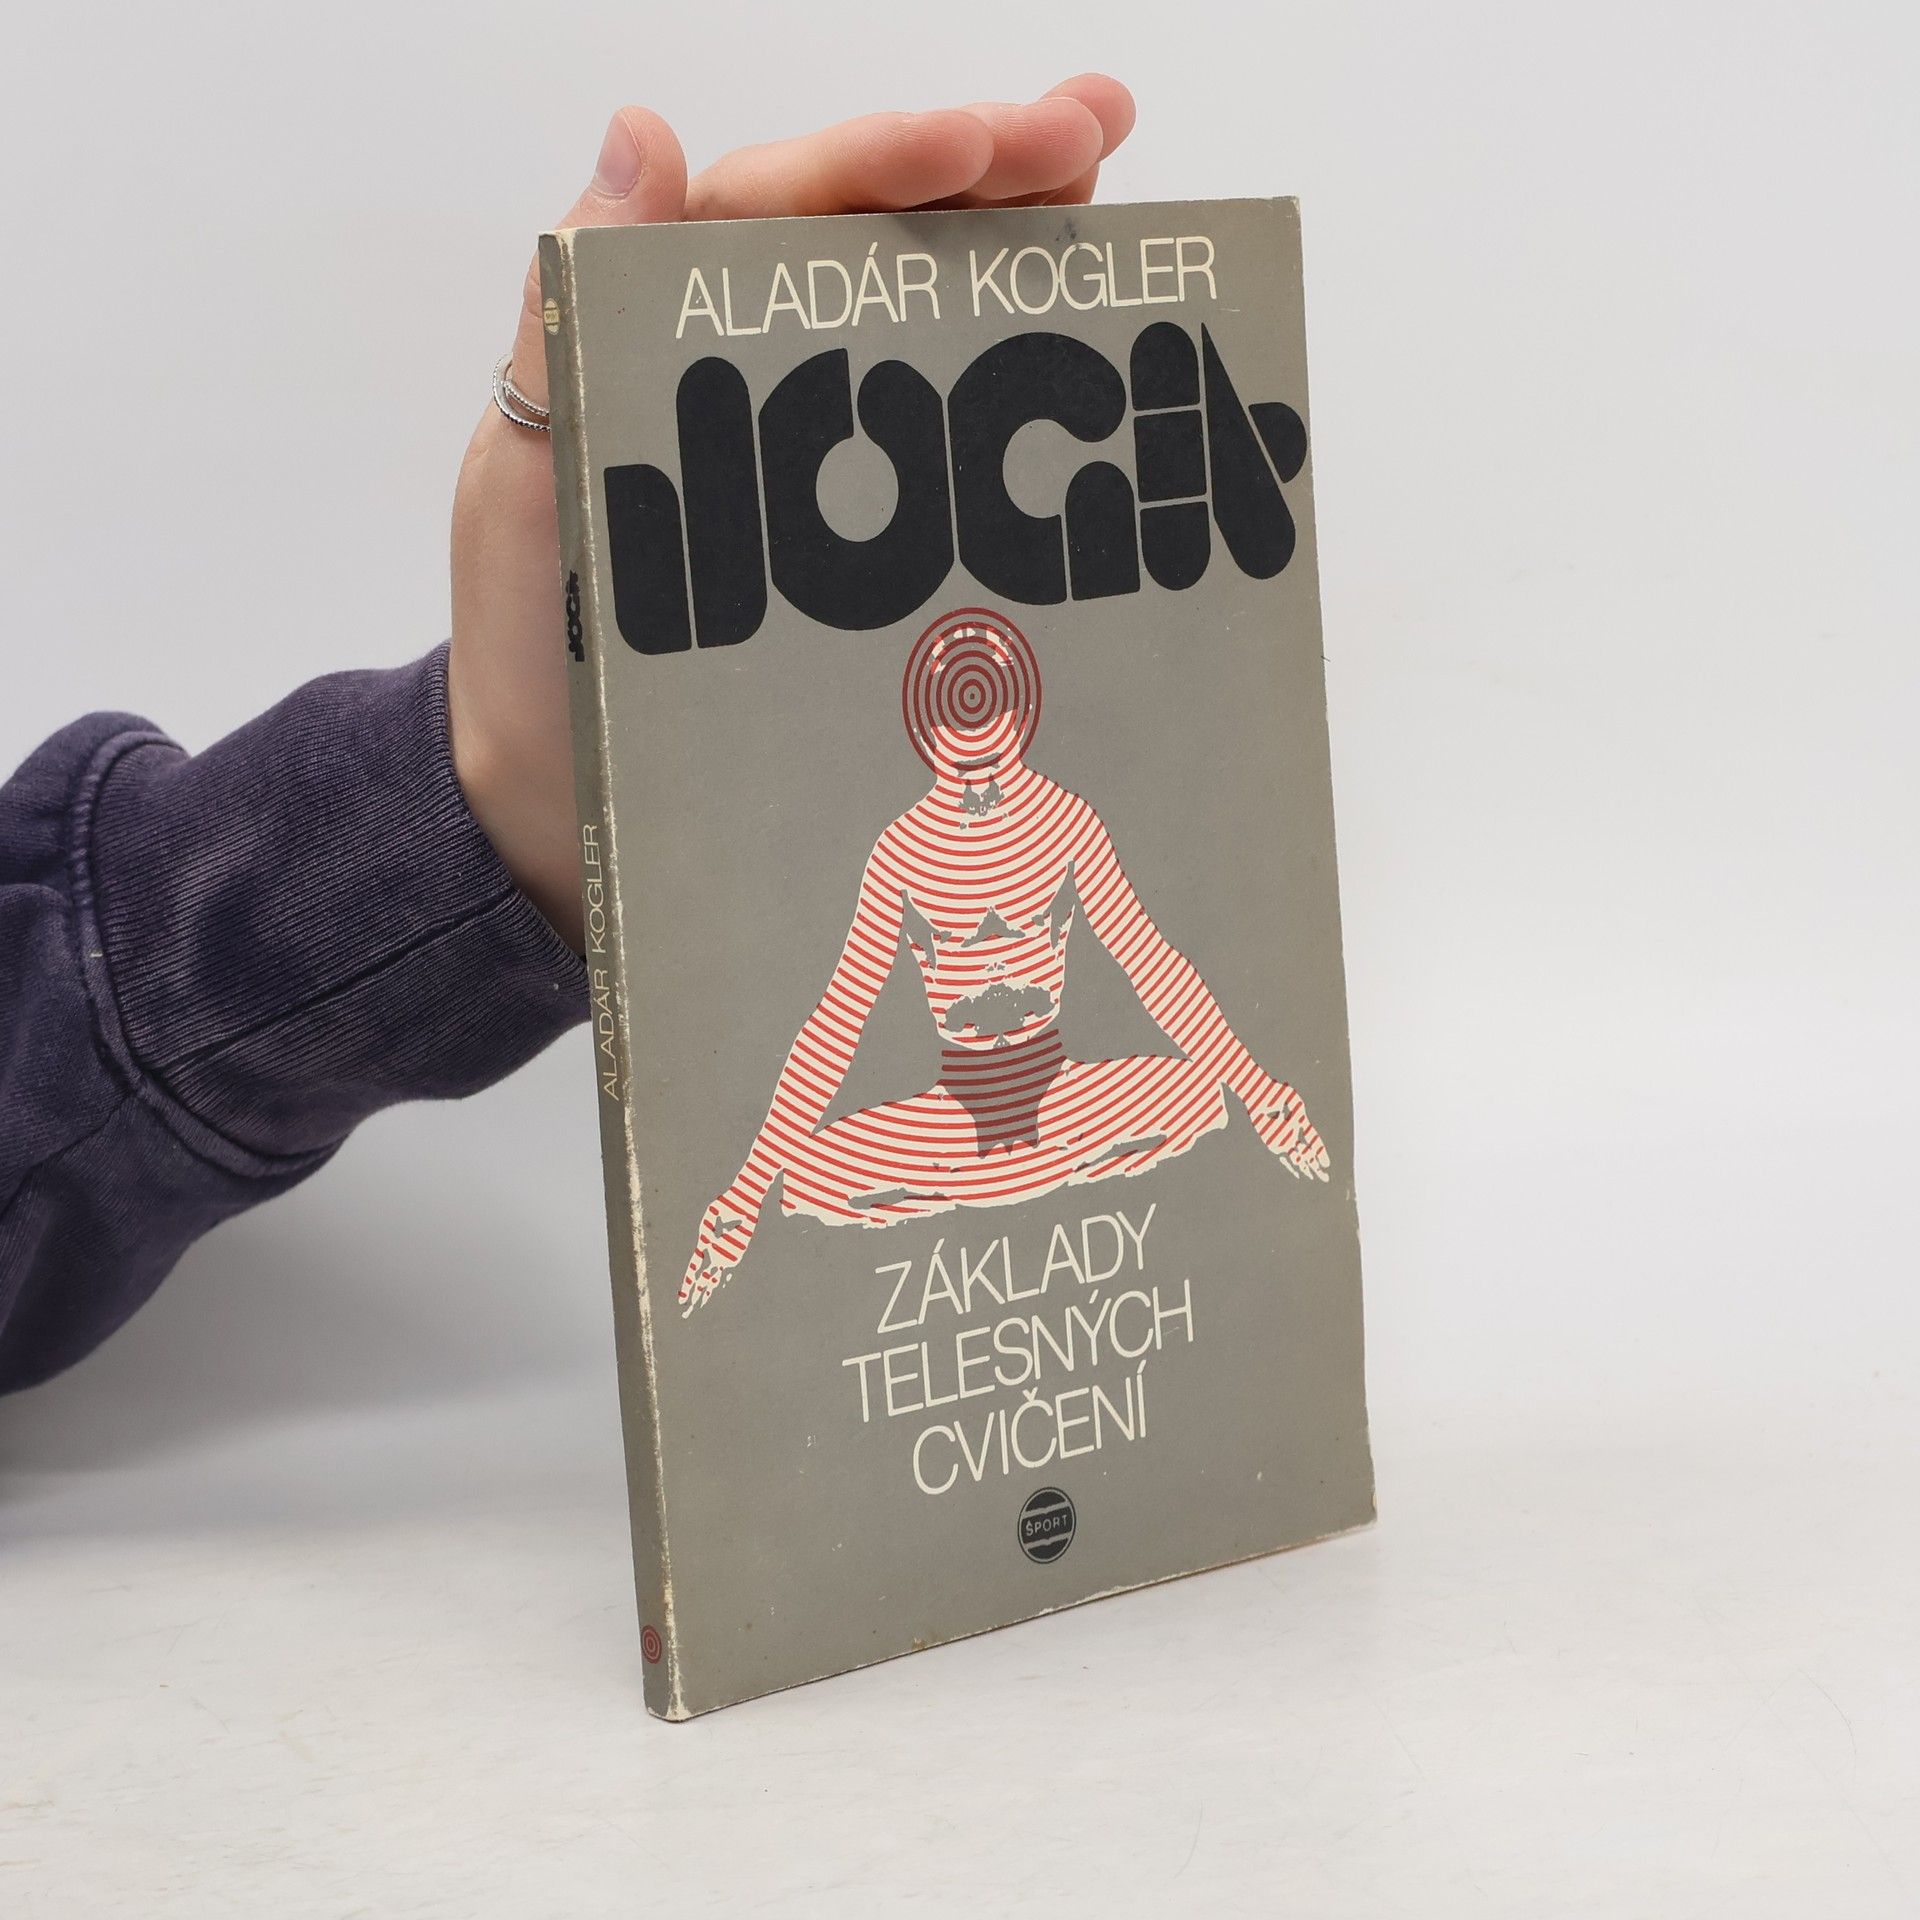 ALADÁR KOGLER
JOGA
ZÁKLADY
TELESNÝCH
CVIČENÍ
ŠPORT
JOGA
ALADÁR KOGLER